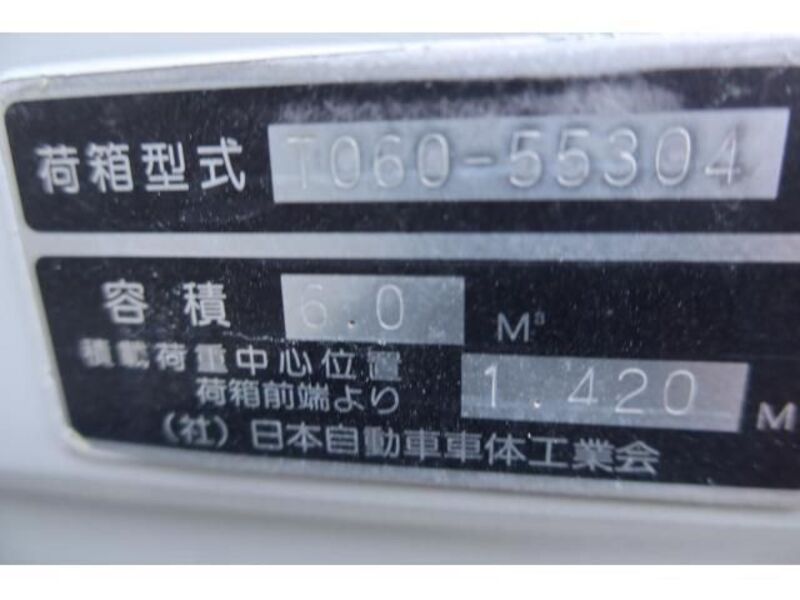 荷箱型式 T060-55304
容積 6.0 M³
積載荷重中心位置
荷箱前端より 1.420 M
(社)日本自動車車体工業会